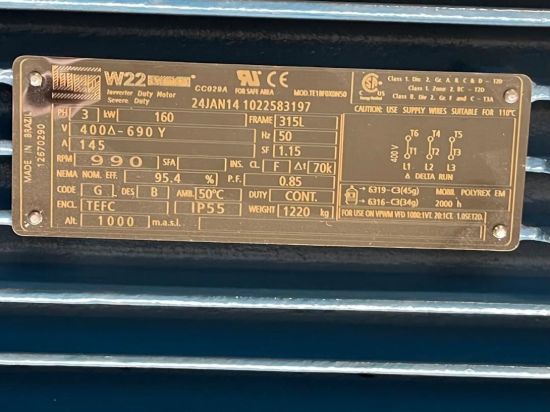 W22
Inverter Duty Motor
Severe Duty
CC029A
FOR SAFE AREA
MOD.TE1BF0X0N50
24JAN14 1022583197
Class 1. Div 2. Gr. A, B, C & D - T2D
Class 1. Zone 2. IIC - T2D
Class II. Div 2. Gr. F and G - T3A
CAUTION: USE SUPPLY WIRES SUITABLE FOR 110°C
MADE IN BRAZIL
12670290
PH 3 kW 160 FRAME 315L
V 400Δ-690 Y Hz 50
A 145 SF 1.15
RPM 990 SFA INS. CL. F Δt 70K
NEMA NOM. EFF. 95.4 % P.F. 0.85
CODE G DES B AMB. 50°C DUTY CONT.
ENCL. TEFC IP55 WEIGHT 1220 kg
Alt. 1000 m.a.s.l.
400 V
T6 T4 T5
T1 T2 T3
L1 L2 L3
Δ DELTA RUN
6319-C3(45g) MOBIL POLYREX EM
6316-C3(34g) 2000 h
FOR USE ON VPWM VFD 1000:1VT, 20:1CT, 1.0SF.T2D.